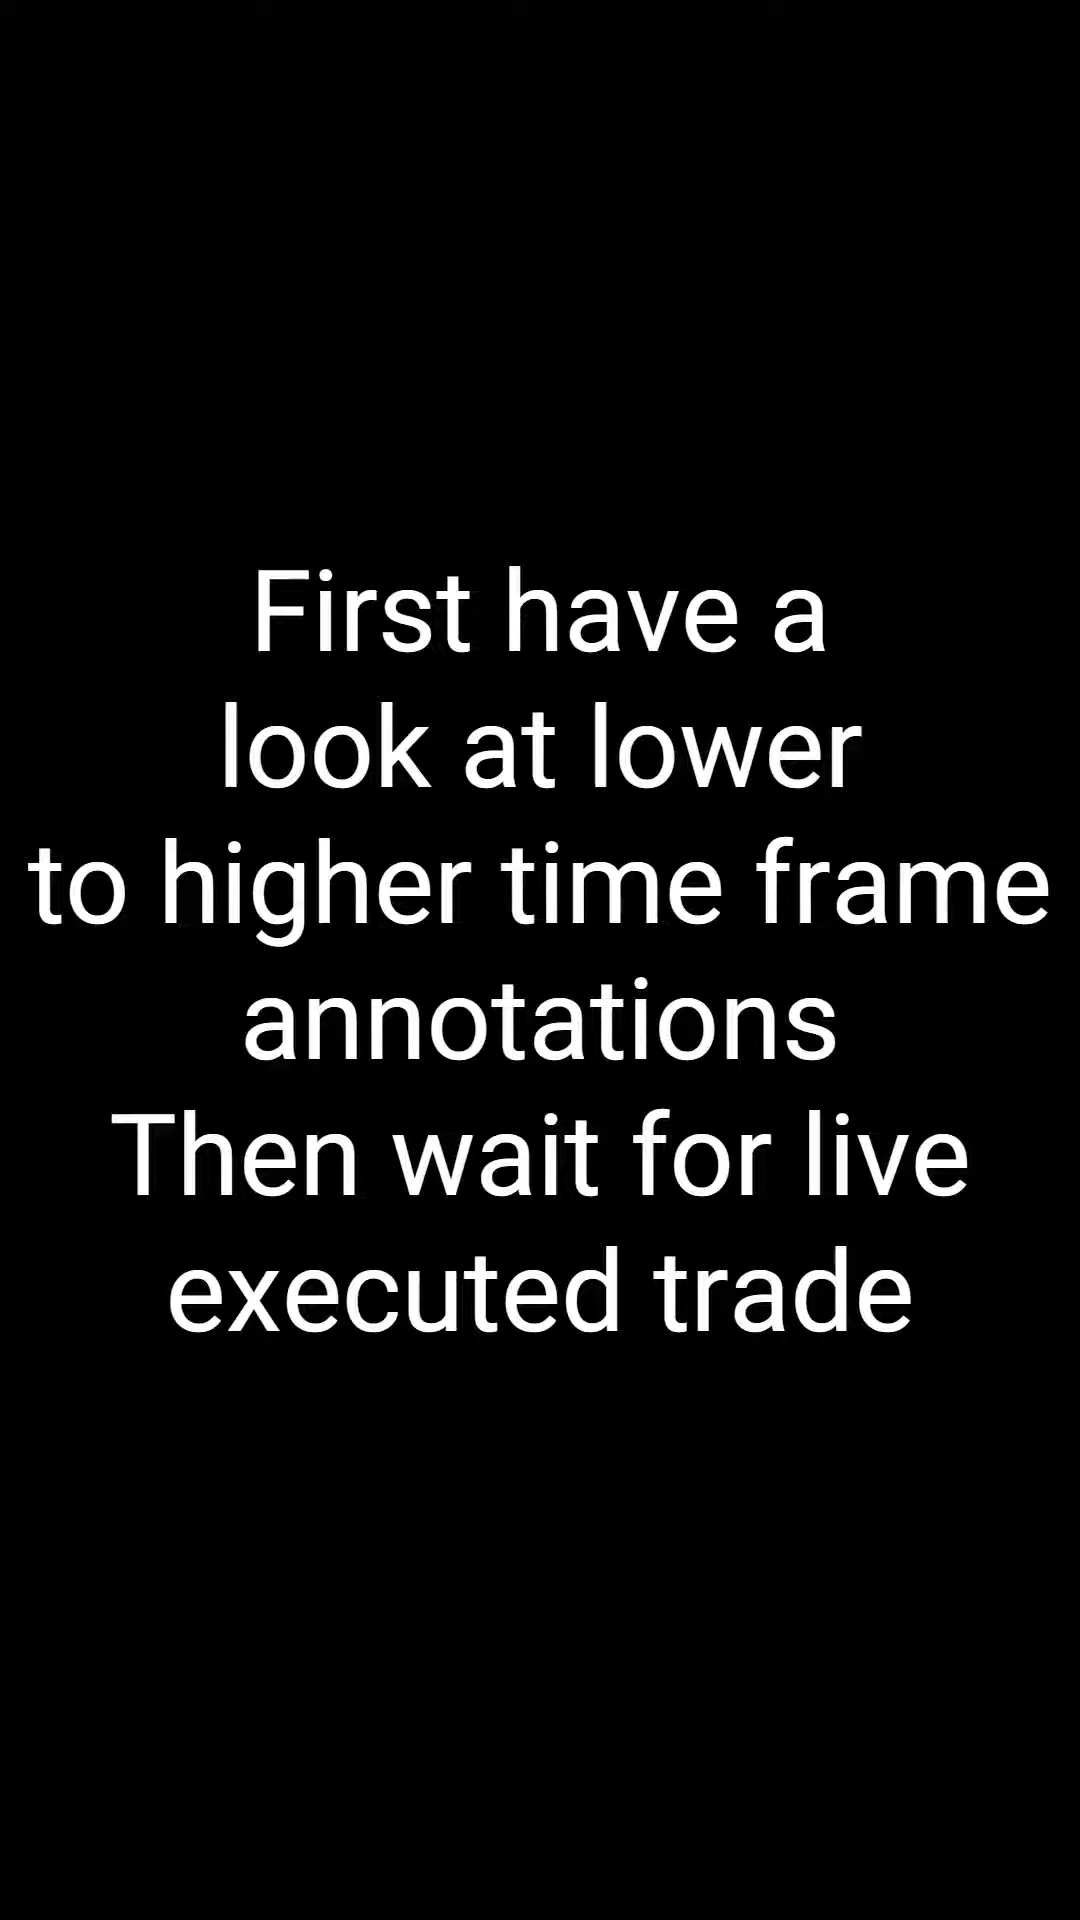 First have a
look at lower
to higher time frame
annotations
Then wait for live
executed trade